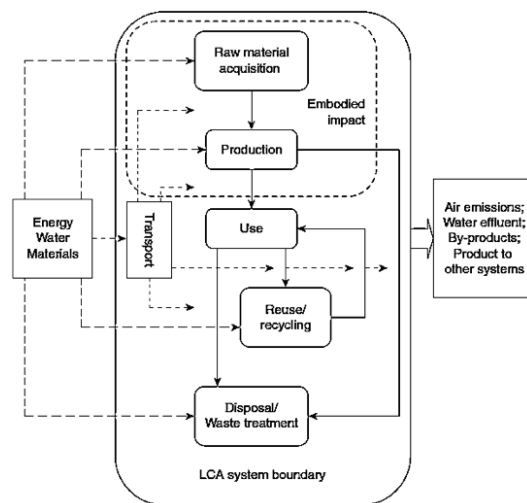 Raw material
acquisition
Embodied
impact
Production
Energy
Water
Materials
Transport
Use
Air emissions;
Water effluent;
By-products;
Product to
other systems
Reuse/
recycling
Disposal/
Waste treatment
LCA system boundary